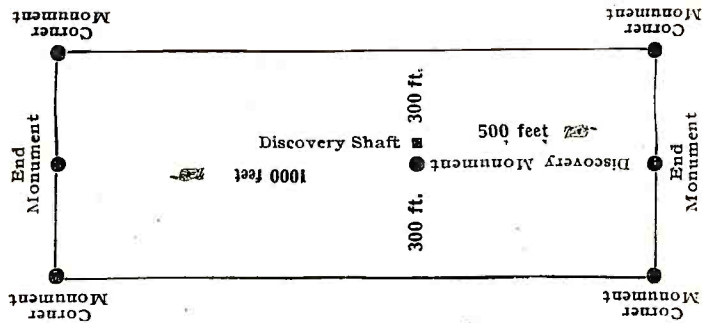 Corner
Monument
Corner
Monument
300 ft.
500 feet
Discovery Shaft
End
Monument
Discovery Monument
End
Monument
1000 feet
300 ft.
Corner
Monument
Corner
Monument